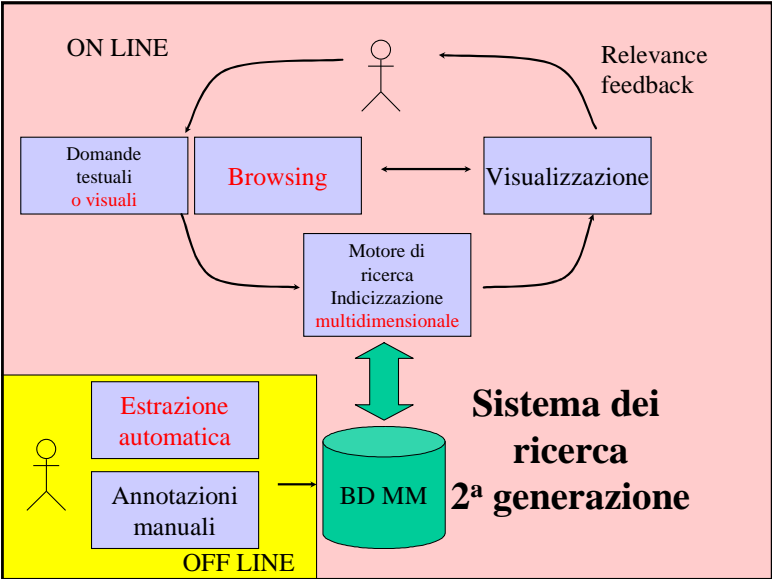 ON LINE
Relevance
feedback
Domande
testuali
o visuali
Browsing
Visualizzazione
Motore di
ricerca
Indicizzazione
multidimensionale
Estrazione
automatica
Annotazioni
manuali
OFF LINE
BD MM
Sistema dei
ricerca
2ª generazione